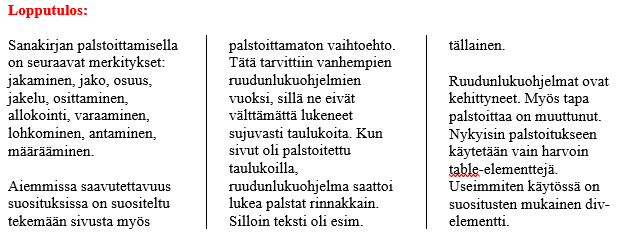 Lopputulos:
Sanakirjan palstoittamisella
on seuraavat merkitykset:
jakaminen, jako, osuus,
jakelu, osittaminen,
allokointi, varaaminen,
lohkominen, antaminen,
määrääminen.
Aiemmissa saavutettavuus
suosituksissa on suositeltu
tekemään sivusta myös
palstoittamaton vaihtoehto.
Tätä tarvittiin vanhempien
ruudunlukuohjelmien
vuoksi, sillä ne eivät
välttämättä lukeneet
sujuvasti taulukoita. Kun
sivut oli palstoitettu
taulukoilla,
ruudunlukuohjelma saattoi
lukea palstat rinnakkain.
Silloin teksti oli esim.
tällainen.
Ruudunlukuohjelmat ovat
kehittyneet. Myös tapa
palstoittaa on muuttunut.
Nykyisin palstoitukseen
käytetään vain harvoin
table-elementtejä.
Useimmiten käytössä on
suositusten mukainen div-
elementti.